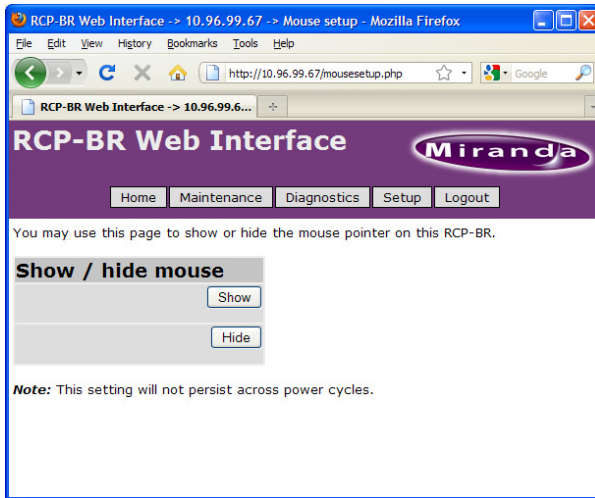 RCP-BR Web Interface -> 10.96.99.67 -> Mouse setup - Mozilla Firefox
File Edit View History Bookmarks Tools Help
http://10.96.99.67/mousesetup.php Google
RCP-BR Web Interface -> 10.96.99.6...
RCP-BR Web Interface
Miranda
Home Maintenance Diagnostics Setup Logout
You may use this page to show or hide the mouse pointer on this RCP-BR.
Show / hide mouse
Show
Hide
Note: This setting will not persist across power cycles.